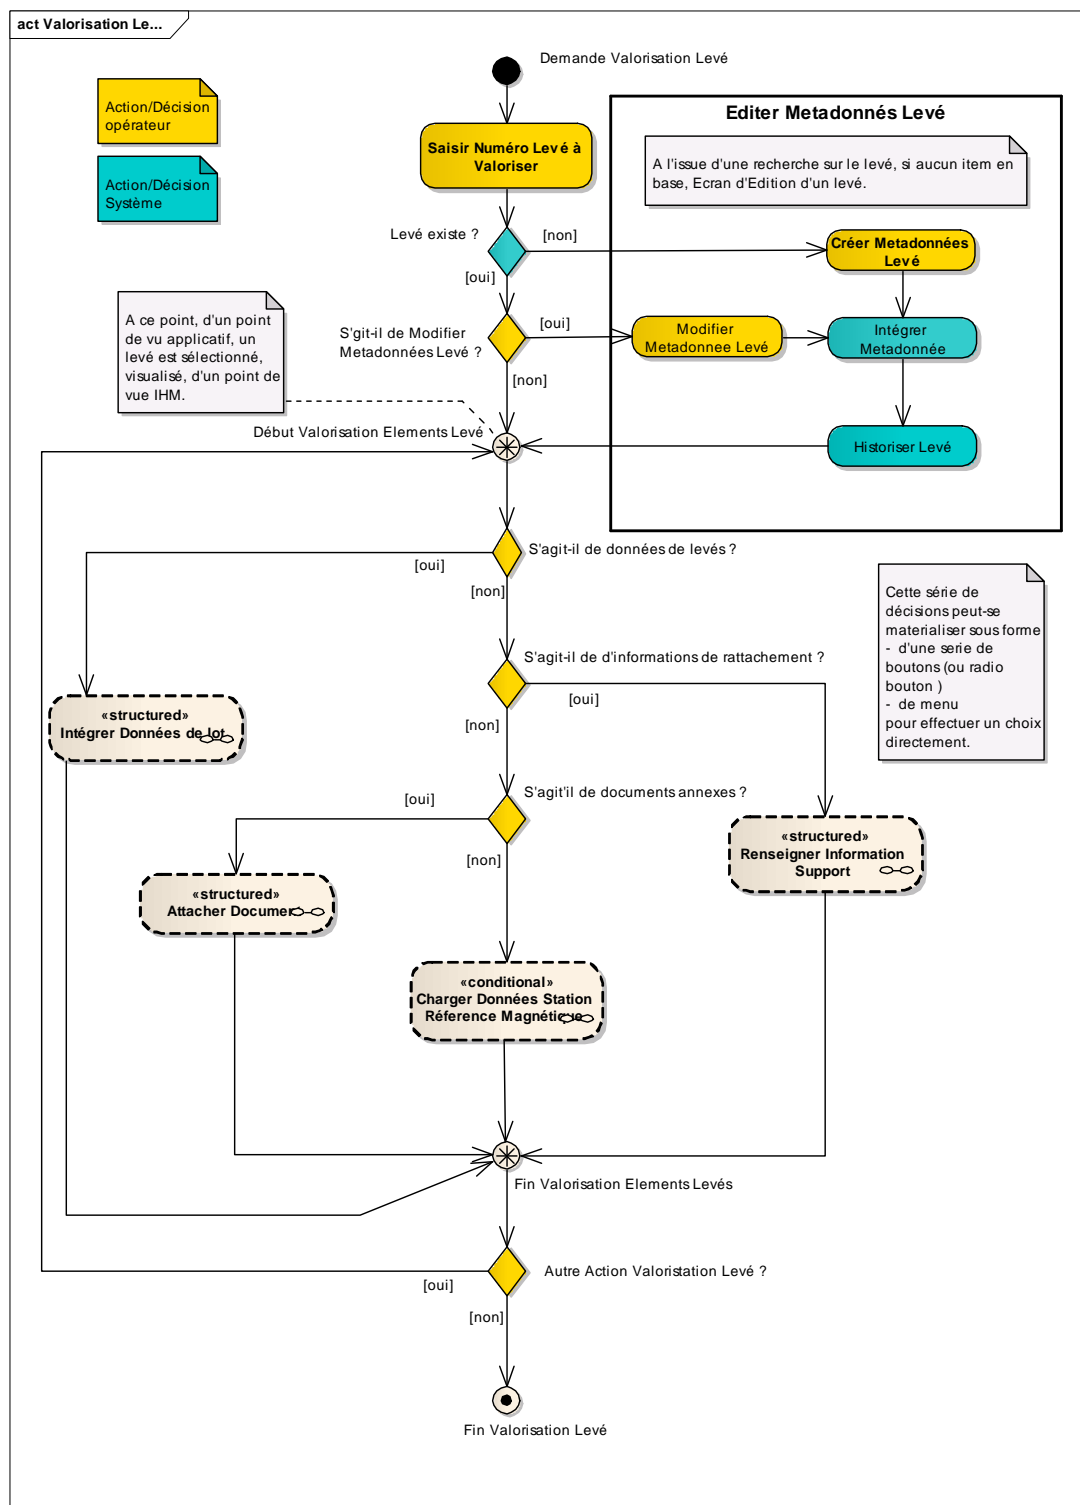 act Valorisation Le...
Demande Valorisation Levé
Action/Décision
opérateur
Action/Décision
Système
Saisir Numéro Levé à
Valoriser
Editer Metadonnés Levé
A l'issue d'une recherche sur le levé, si aucun item en
base, Ecran d'Edition d'un levé.
Levé existe ?
[non]
[oui]
Créer Metadonnées
Levé
A ce point, d'un point
de vu applicatif, un
levé est sélectionné,
visualisé, d'un point de
vue IHM.
S'git-il de Modifier
Metadonnées Levé ?
[oui]
[non]
Modifier
Metadonnee Levé
Intégrer
Metadonnée
Début Valorisation Elements Levé
Historiser Levé
S'agit-il de données de levés ?
[oui]
[non]
Cette série de
décisions peut-se
materialiser sous forme
- d'une serie de
boutons (ou radio
bouton )
- de menu
pour effectuer un choix
directement.
S'agit-il de d'informations de rattachement ?
[oui]
[non]
«structured»
Intégrer Données de lot
S'agit'il de documents annexes ?
[oui]
[non]
«structured»
Renseigner Information
Support
«structured»
Attacher Document
«conditional»
Charger Données Station
Réference Magnétique
Fin Valorisation Elements Levés
Autre Action Valoristation Levé ?
[oui]
[non]
Fin Valorisation Levé